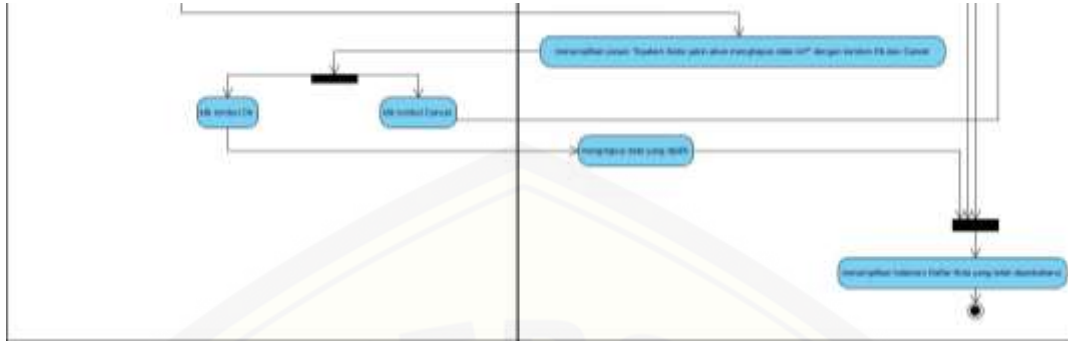 menampilkan pesan "Apakah Anda yakin akan menghapus data ini?" dengan tombol Ok dan Cancel
klik tombol Ok
klik tombol Cancel
menghapus data yang dipilih
menampilkan halaman Daftar yang telah diperbaharui